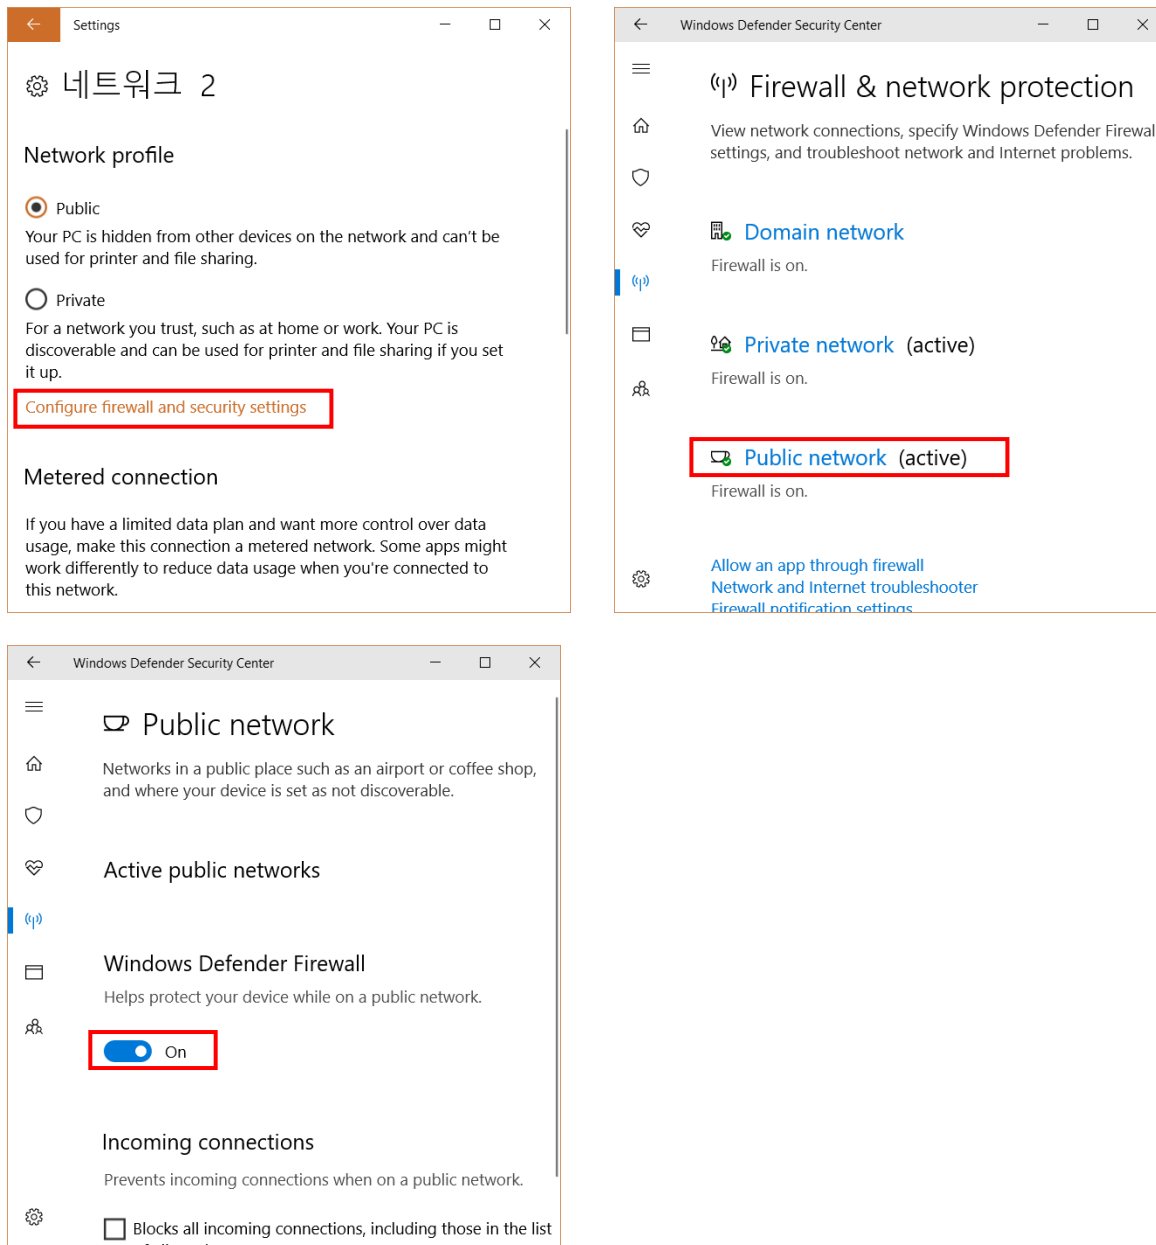 Settings
네트워크 2
Network profile
Public
Your PC is hidden from other devices on the network and can't be
used for printer and file sharing.
Private
For a network you trust, such as at home or work. Your PC is
discoverable and can be used for printer and file sharing if you set
it up.
Configure firewall and security settings
Metered connection
If you have a limited data plan and want more control over data
usage, make this connection a metered network. Some apps might
work differently to reduce data usage when you're connected to
this network.
Windows Defender Security Center
Firewall & network protection
View network connections, specify Windows Defender Firewal
settings, and troubleshoot network and Internet problems.
Domain network
Firewall is on.
Private network (active)
Firewall is on.
Public network (active)
Firewall is on.
Allow an app through firewall
Network and Internet troubleshooter
Firewall notification settings
Windows Defender Security Center
Public network
Networks in a public place such as an airport or coffee shop,
and where your device is set as not discoverable.
Active public networks
Windows Defender Firewall
Helps protect your device while on a public network.
On
Incoming connections
Prevents incoming connections when on a public network.
Blocks all incoming connections, including those in the list